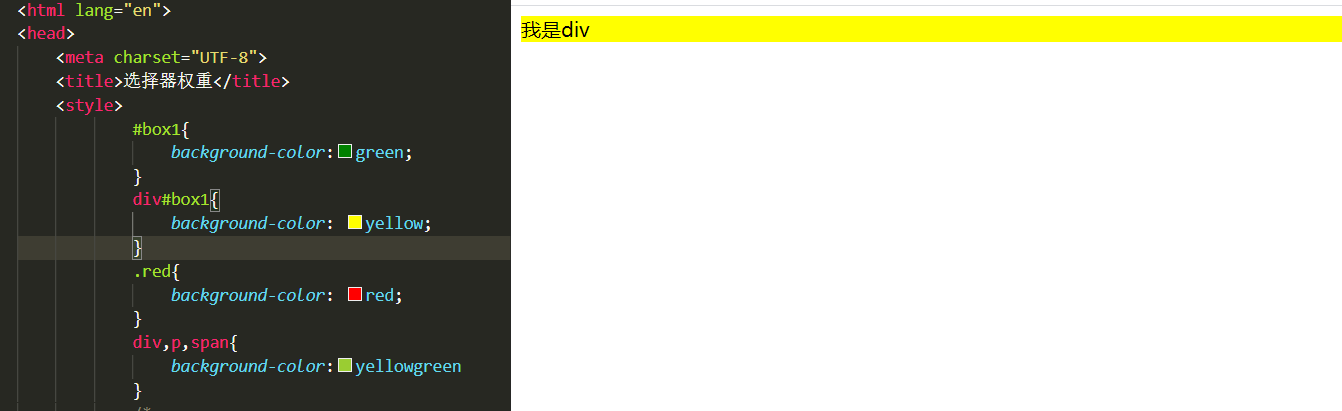 <html lang="en">
<head>
<meta charset="UTF-8">
<title>选择器权重</title>
<style>
#box1{
background-color:green;
}
div#box1{
background-color: yellow;
}
.red{
background-color: red;
}
div,p,span{
background-color:yellowgreen
}
我是div